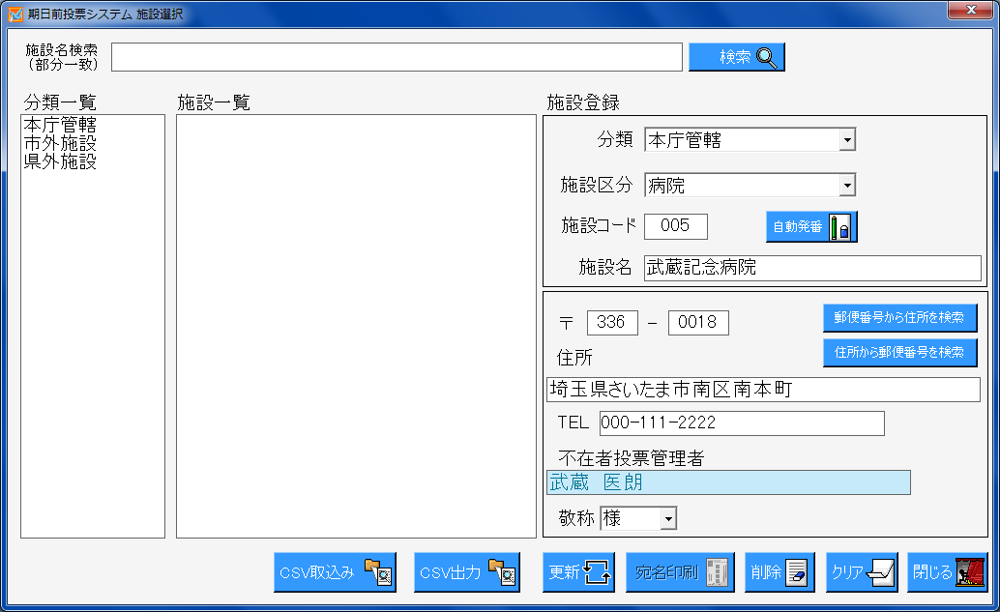 期日前投票システム 施設選択
施設名検索
(部分一致)
検索
分類一覧
本庁管轄
市外施設
県外施設
施設一覧
施設登録
分類 本庁管轄
施設区分 病院
施設コード 005 自動発番
施設名 武蔵記念病院
〒 336 - 0018
郵便番号から住所を検索
住所から郵便番号を検索
住所
埼玉県さいたま市南区南本町
TEL 000-111-2222
不在者投票管理者
武蔵 医朗
敬称 様
CSV取込み CSV出力 更新 宛名印刷 削除 クリア 閉じる